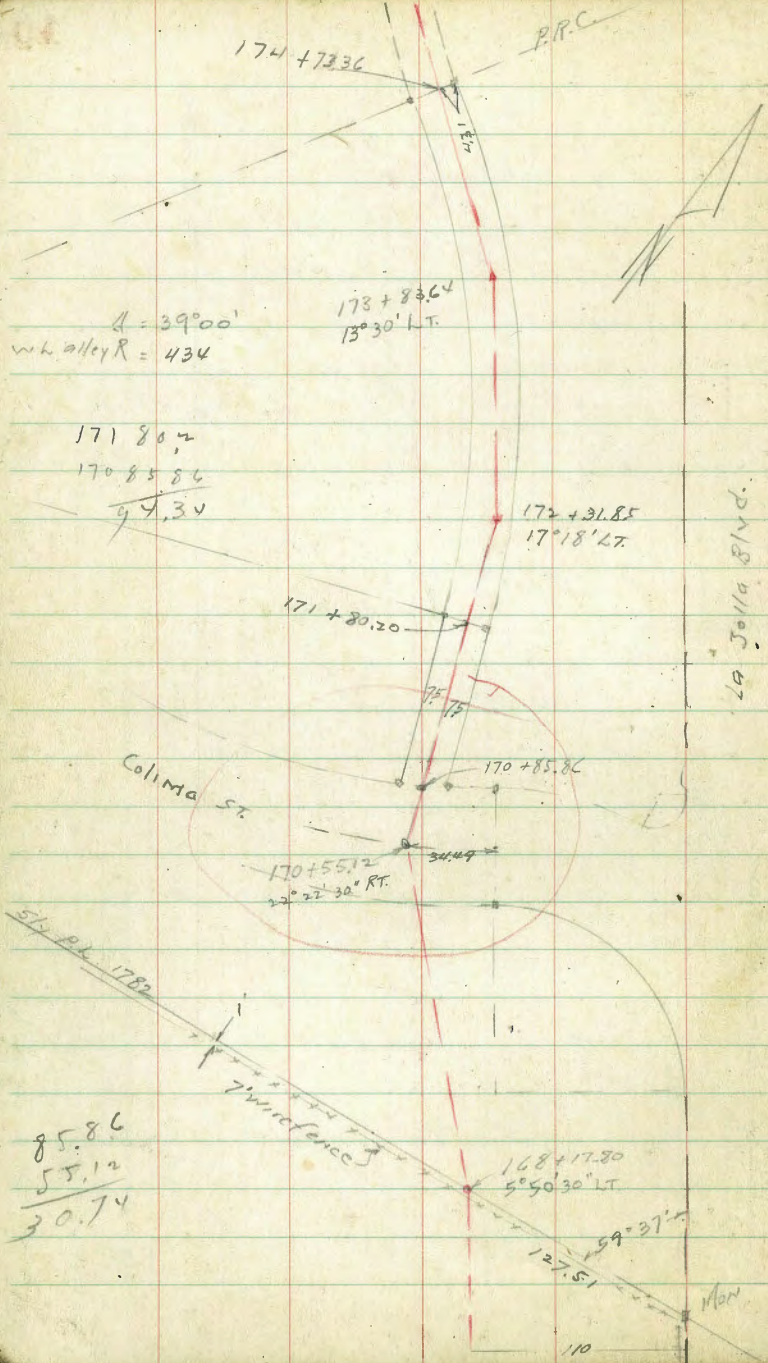 P.R.C.
174 +73.36
13.4
N
173 + 83.64
13°30' LT.
Δ = 39°00'
W L alley R = 434
171 80.2
170 85 86
94.34
172 +31.85
17°18' LT.
La Jolla Blvd.
171 + 80.20
7.5 7.5
170 +85.86
Colima ST.
34.49
170+55.12
22° 22' 30" RT.
S'ly P.L. 1782
1'
7' wire fence
85.86
55.12
30.74
168+17.80
5°50'30" LT.
59°37'
127.51
MON
110